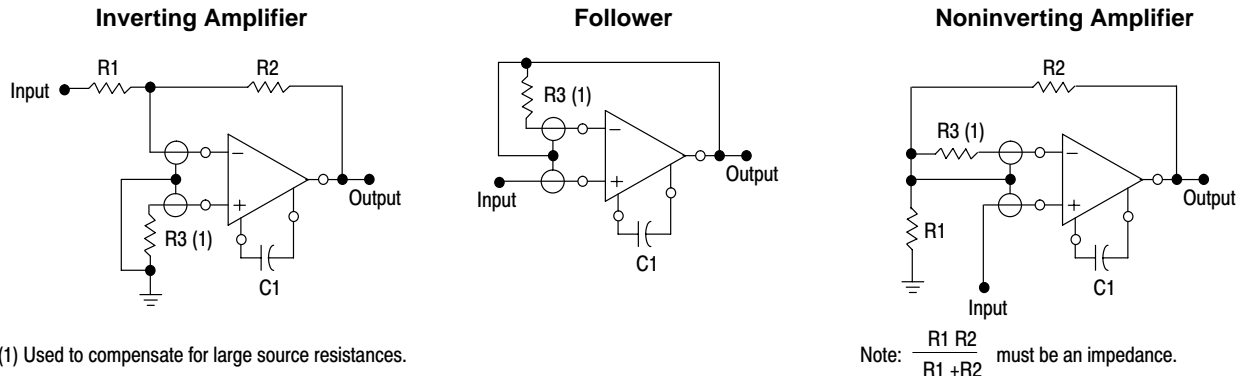 Inverting Amplifier
Follower
Noninverting Amplifier
R1
R2
Input
R3 (1)
Output
C1
R3 (1)
Input
Output
C1
R2
R3 (1)
R1
Output
C1
Input
(1) Used to compensate for large source resistances.
Note: R1 R2 must be an impedance.
R1 +R2